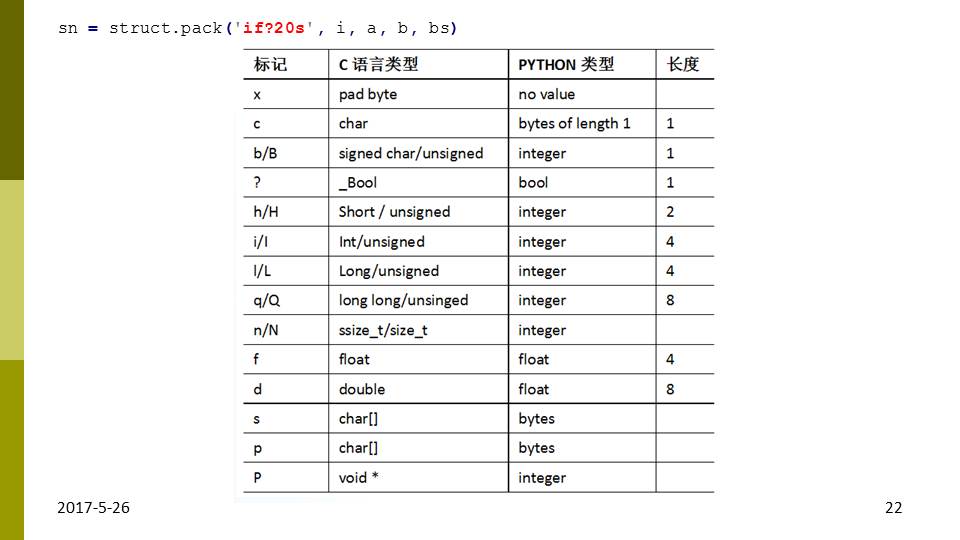 sn = struct.pack('if?20s', i, a, b, bs)
标记 C 语言类型 PYTHON 类型 长度
x pad byte no value
c char bytes of length 1 1
b/B signed char/unsigned integer 1
? _Bool bool 1
h/H Short / unsigned integer 2
i/I Int/unsigned integer 4
l/L Long/unsigned integer 4
q/Q long long/unsinged integer 8
n/N ssize_t/size_t integer
f float float 4
d double float 8
s char[] bytes
p char[] bytes
P void * integer
2017-5-26 22